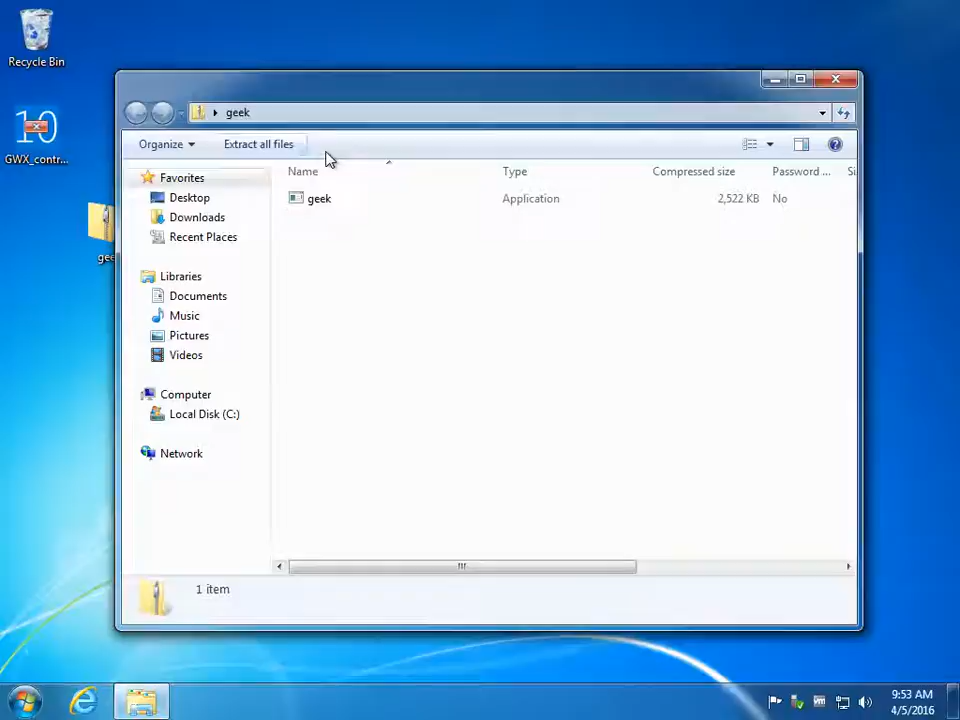 Recycle Bin
GWX_contr...
gee
geek
Organize
Extract all files
Name
Type
Compressed size
Password ...
Si
geek
Application
2,522 KB
No
Favorites
Desktop
Downloads
Recent Places
Libraries
Documents
Music
Pictures
Videos
Computer
Local Disk (C:)
Network
1 item
9:53 AM
4/5/2016